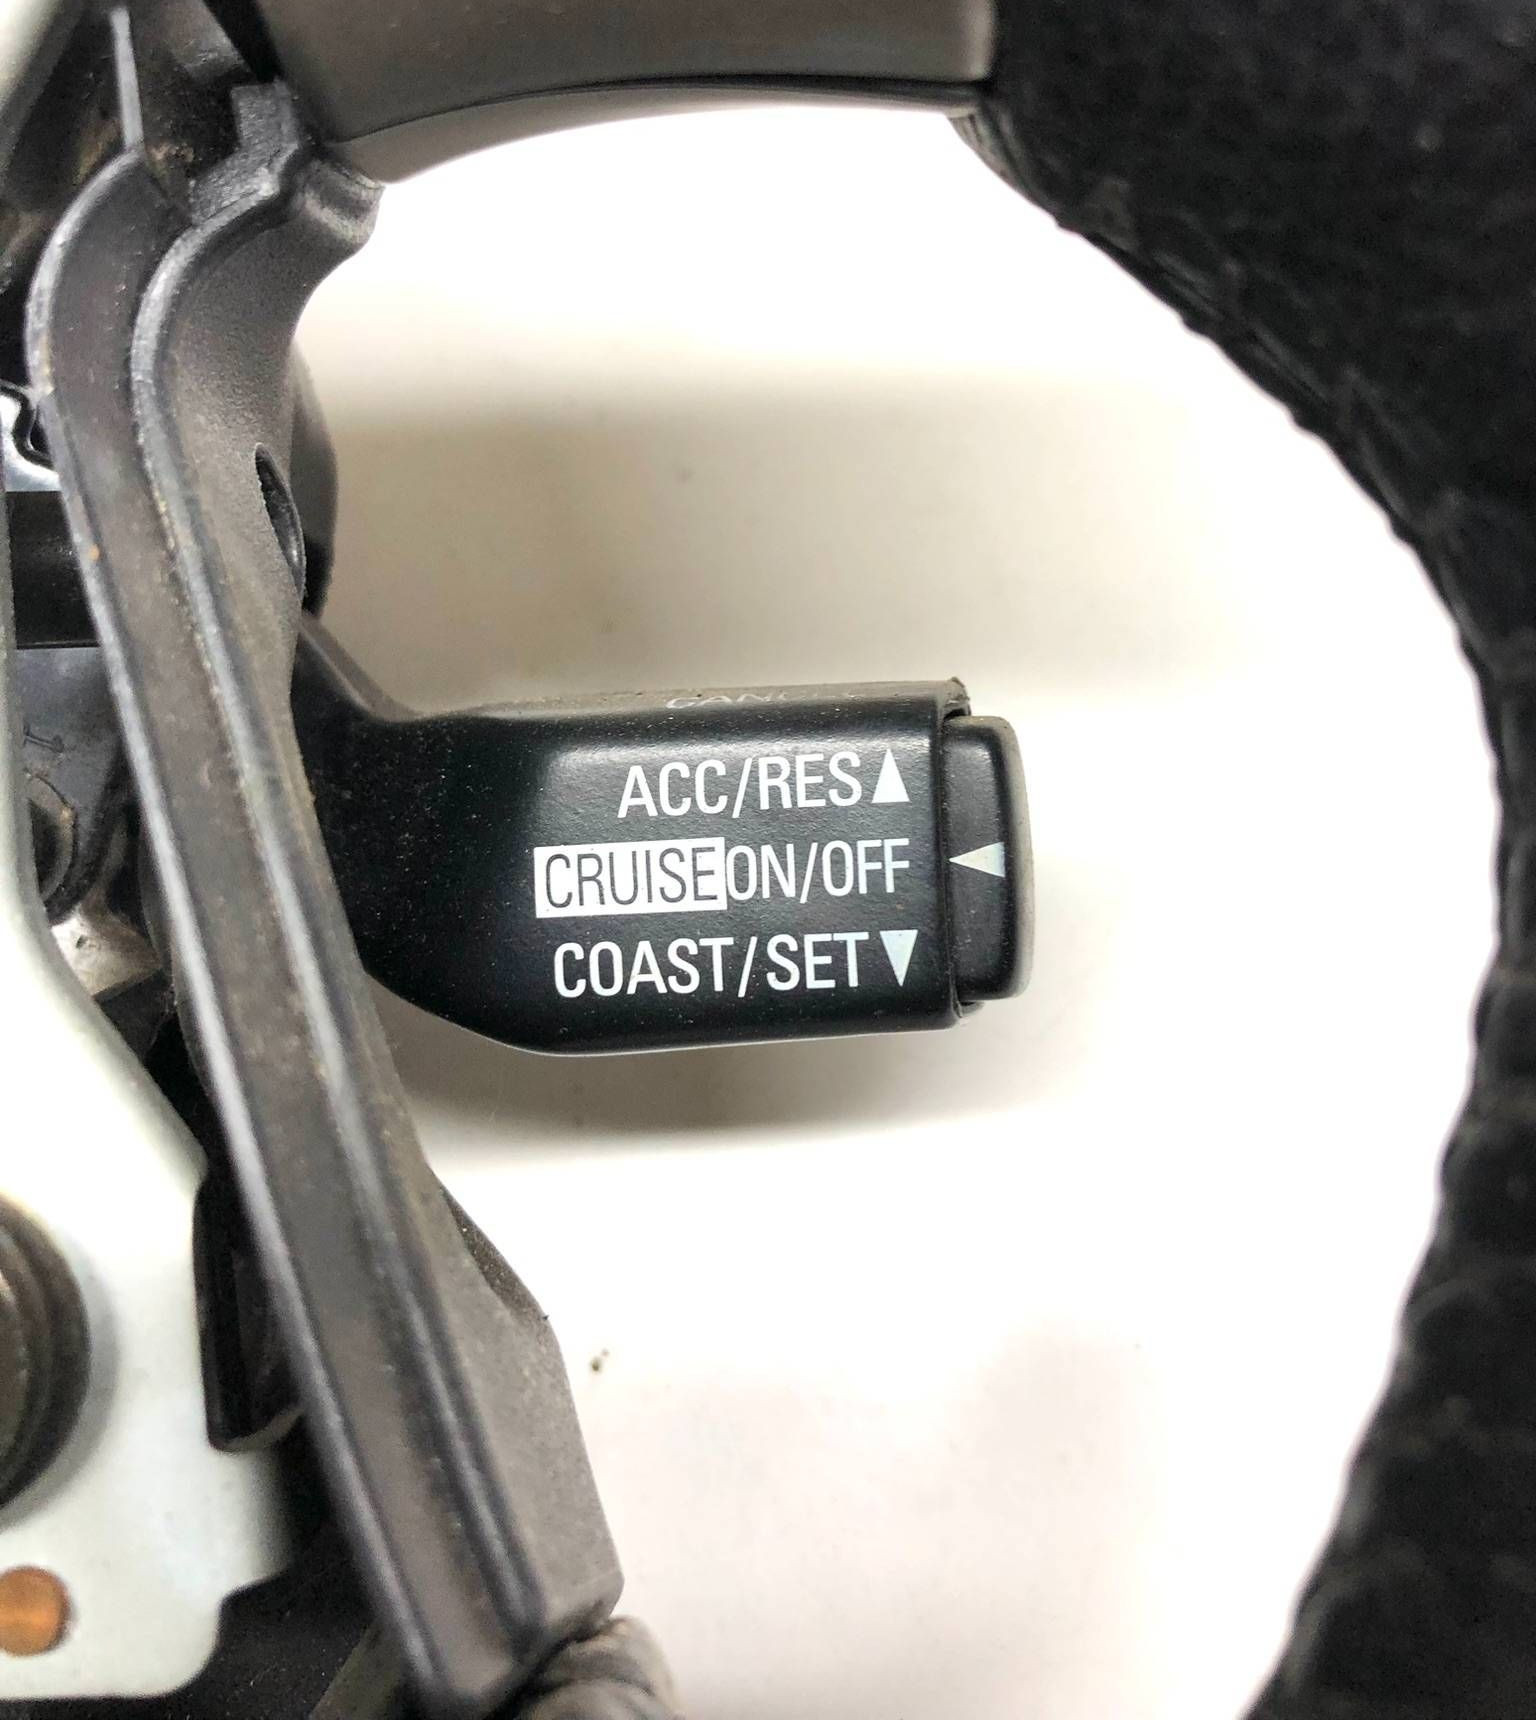 ACC/RES▲
CRUISE ON/OFF ◀
COAST/SET▼